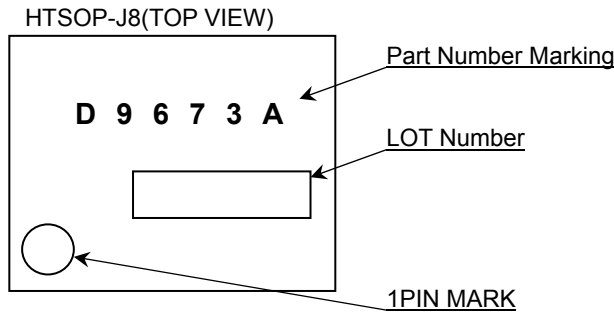 HTSOP-J8(TOP VIEW)
Part Number Marking
D 9 6 7 3 A
LOT Number
1PIN MARK